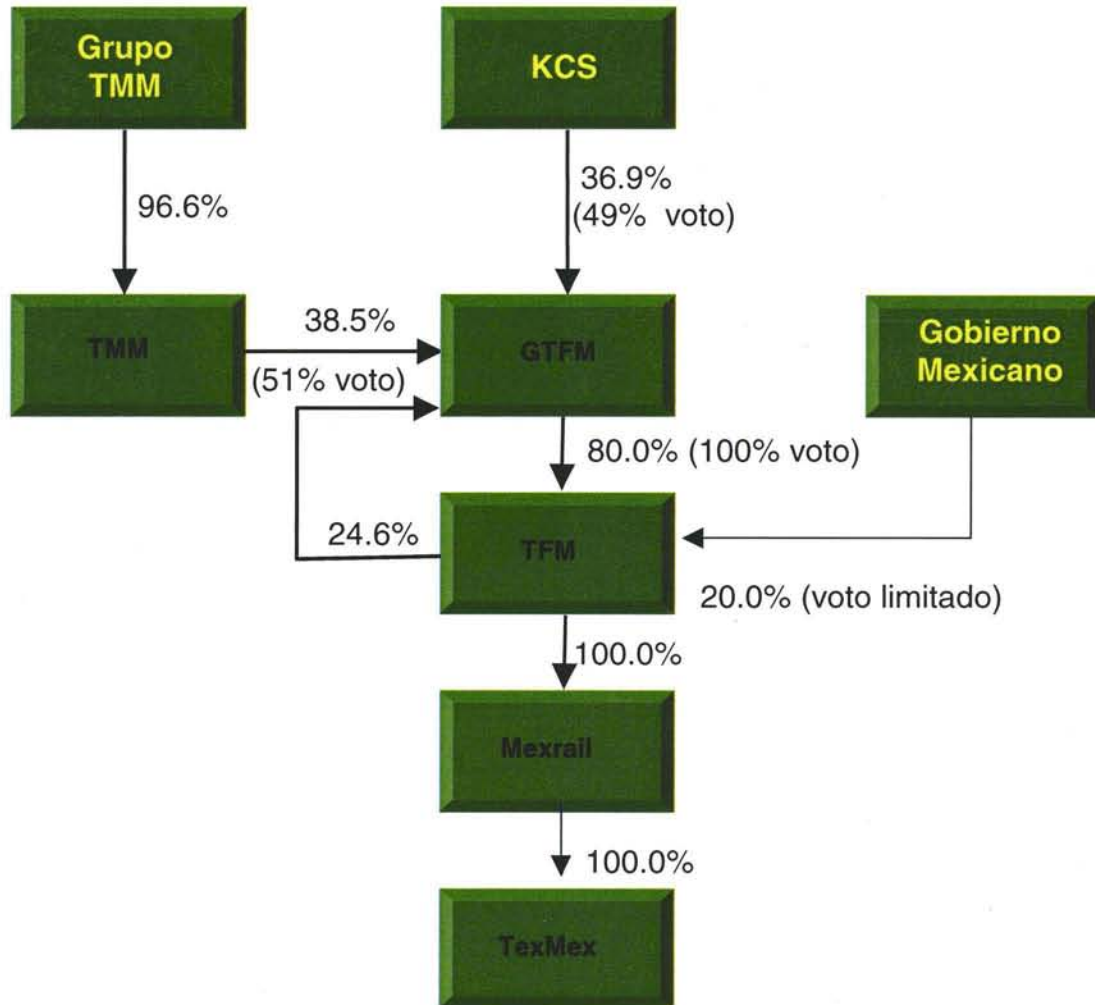 Grupo
TMM
KCS
96.6%
36.9%
(49% voto)
TMM
38.5%
(51% voto)
GTFM
Gobierno
Mexicano
80.0% (100% voto)
24.6%
TFM
20.0% (voto limitado)
100.0%
Mexrail
100.0%
TexMex